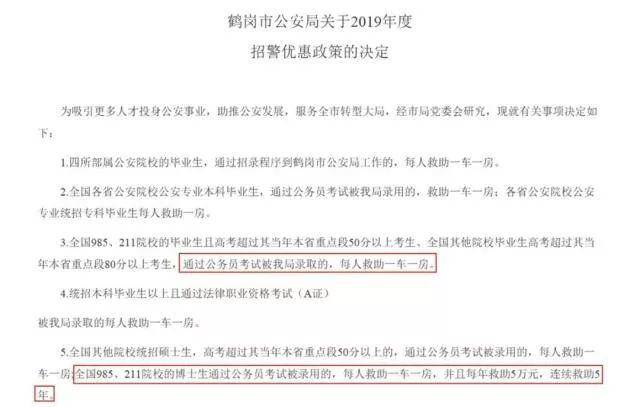 鹤岗市公安局关于2019年度
招警优惠政策的决定
为吸引更多人才投身公安事业，助推公安发展，服务全市转型大局，经市局党委会研究，现就有关事项决定如
下：
1.四所部属公安院校的毕业生，通过招录程序到鹤岗市公安局工作的，每人救助一车一房。
2.全国各省公安院校公安专业本科毕业生，通过公务员考试被我局录用的，救助一车一房；各省公安院校公安
专业统招专科毕业生每人救助一房。
3.全国985、211院校的毕业生且高考超过其当年本省重点段50分以上考生、全国其他院校毕业生高考超过其当
年本省重点段80分以上考生，通过公务员考试被我局录取的，每人救助一车一房。
4.统招本科毕业生以上且通过法律职业资格考试（A证）
被我局录取的每人救助一车一房。
5.全国其他院校统招硕士生，高考超过其当年本省重点段50分以上的，通过公务员考试被录用的，每人救助一
车一房;全国985、211院校的博士生通过公务员考试被录用的，每人救助一车一房，并且每年救助5万元，连续救助5
年。